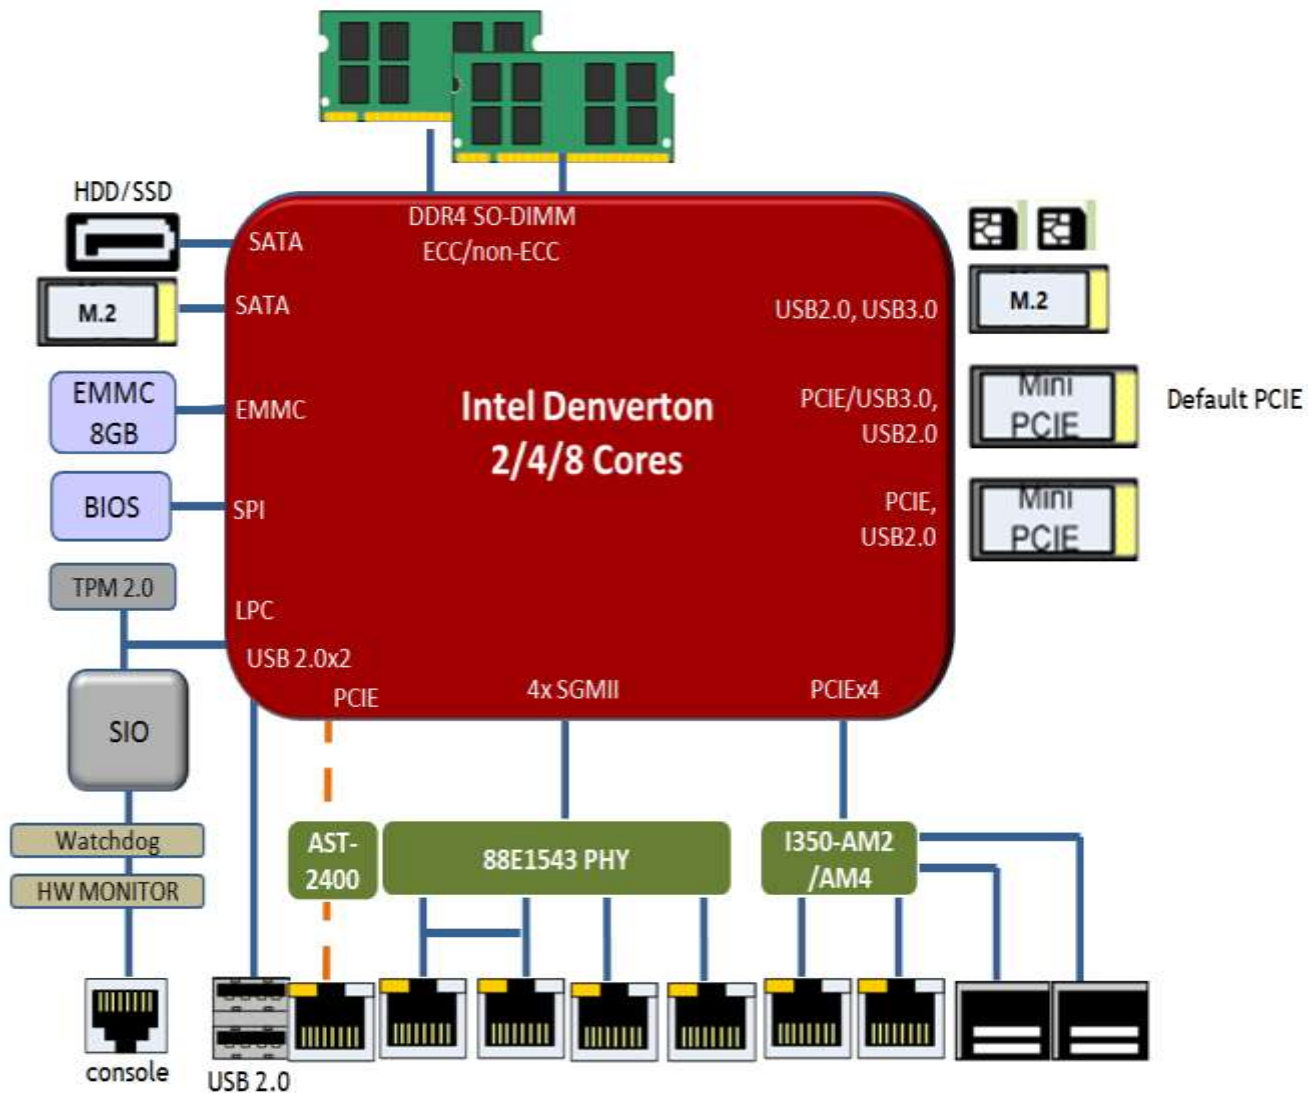 HDD/SSD
SATA
M.2
SATA
EMMC
8GB
EMMC
BIOS
SPI
TPM 2.0
LPC
USB 2.0x2
PCIE
4x SGMII
PCIEx4
DDR4 SO-DIMM
ECC/non-ECC
Intel Denverton
2/4/8 Cores
USB2.0, USB3.0
M.2
PCIE/USB3.0,
USB2.0
Mini
PCIE
Default PCIE
PCIE,
USB2.0
Mini
PCIE
SIO
Watchdog
HW MONITOR
console
USB 2.0
AST-
2400
88E1543 PHY
I350-AM2
/AM4